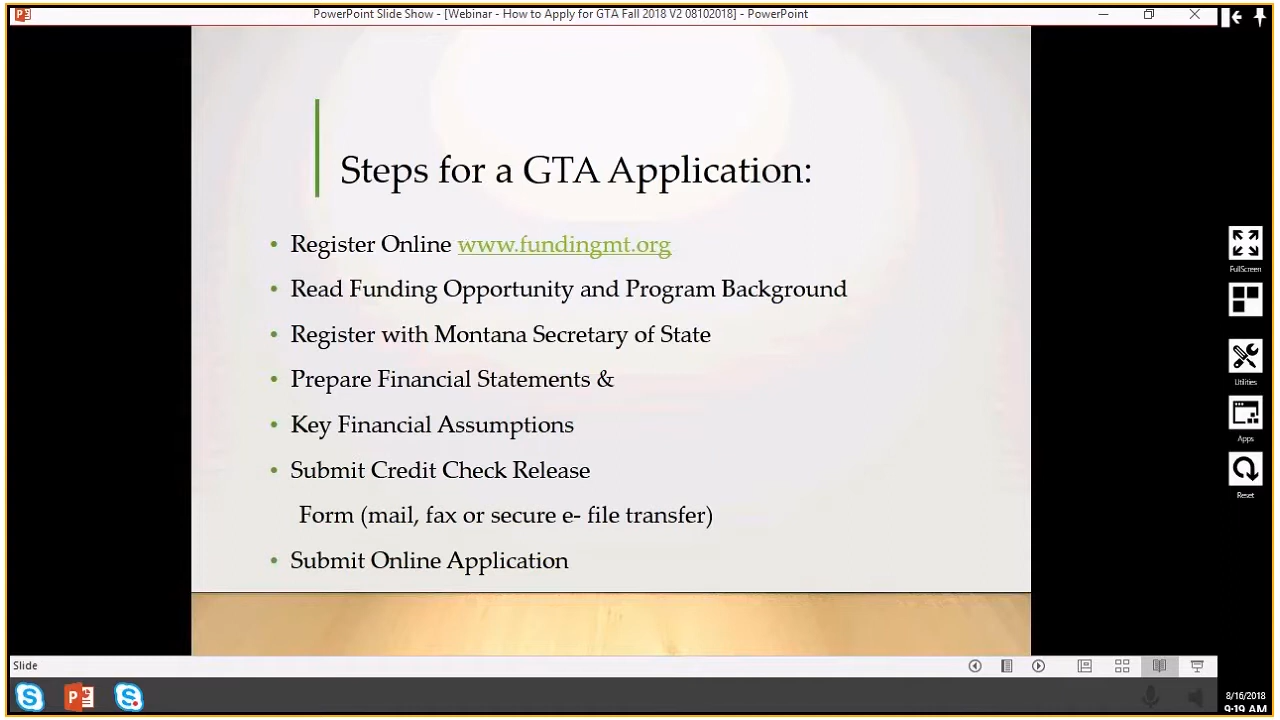 PowerPoint Slide Show - [Webinar - How to Apply for GTA Fall 2018 V2 08102018] - PowerPoint
Steps for a GTA Application:
• Register Online www.fundingmt.org
• Read Funding Opportunity and Program Background
• Register with Montana Secretary of State
• Prepare Financial Statements &
• Key Financial Assumptions
• Submit Credit Check Release
Form (mail, fax or secure e- file transfer)
• Submit Online Application
FullScreen
Utilities
Apps
Reset
Slide
8/16/2018
9:19 AM